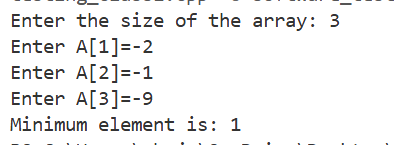 Enter the size of the array: 3
Enter A[1]=-2
Enter A[2]=-1
Enter A[3]=-9
Minimum element is: 1